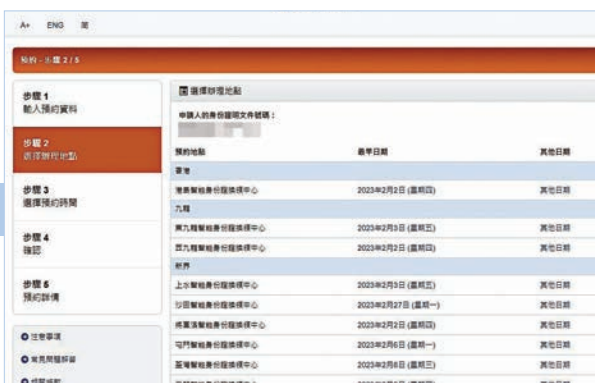 A+ ENG 简
預約 - 步驟 2 / 5
步驟 1
輸入預約資料
步驟 2
選擇辦理地點
步驟 3
選擇預約時間
步驟 4
確認
步驟 5
預約詳情
注意事項
常見問題解答
選擇辦理地點
申請人的身份證明文件號碼：
預約地點 最早日期 其他日期
香港
港島智能身份證換領中心 2023年2月2日 (星期四) 其他日期
九龍
東九龍智能身份證換領中心 2023年2月3日 (星期五) 其他日期
西九龍智能身份證換領中心 2023年2月2日 (星期四) 其他日期
新界
上水智能身份證換領中心 2023年2月3日 (星期五) 其他日期
沙田智能身份證換領中心 2023年2月27日 (星期一) 其他日期
將軍澳智能身份證換領中心 2023年2月2日 (星期四) 其他日期
屯門智能身份證換領中心 2023年2月6日 (星期一) 其他日期
荃灣智能身份證換領中心 其他日期